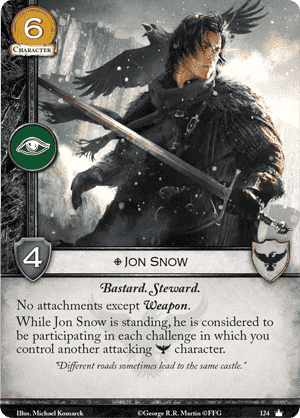 6
CHARACTER
4
JON SNOW
Bastard. Steward.
No attachments except Weapon.
While Jon Snow is standing, he is considered
to be participating in each challenge in which you
control another attacking character.
"Different roads sometimes lead to the same castle."
Illus. Michael Komarck ©George R.R. Martin ©FFG 124